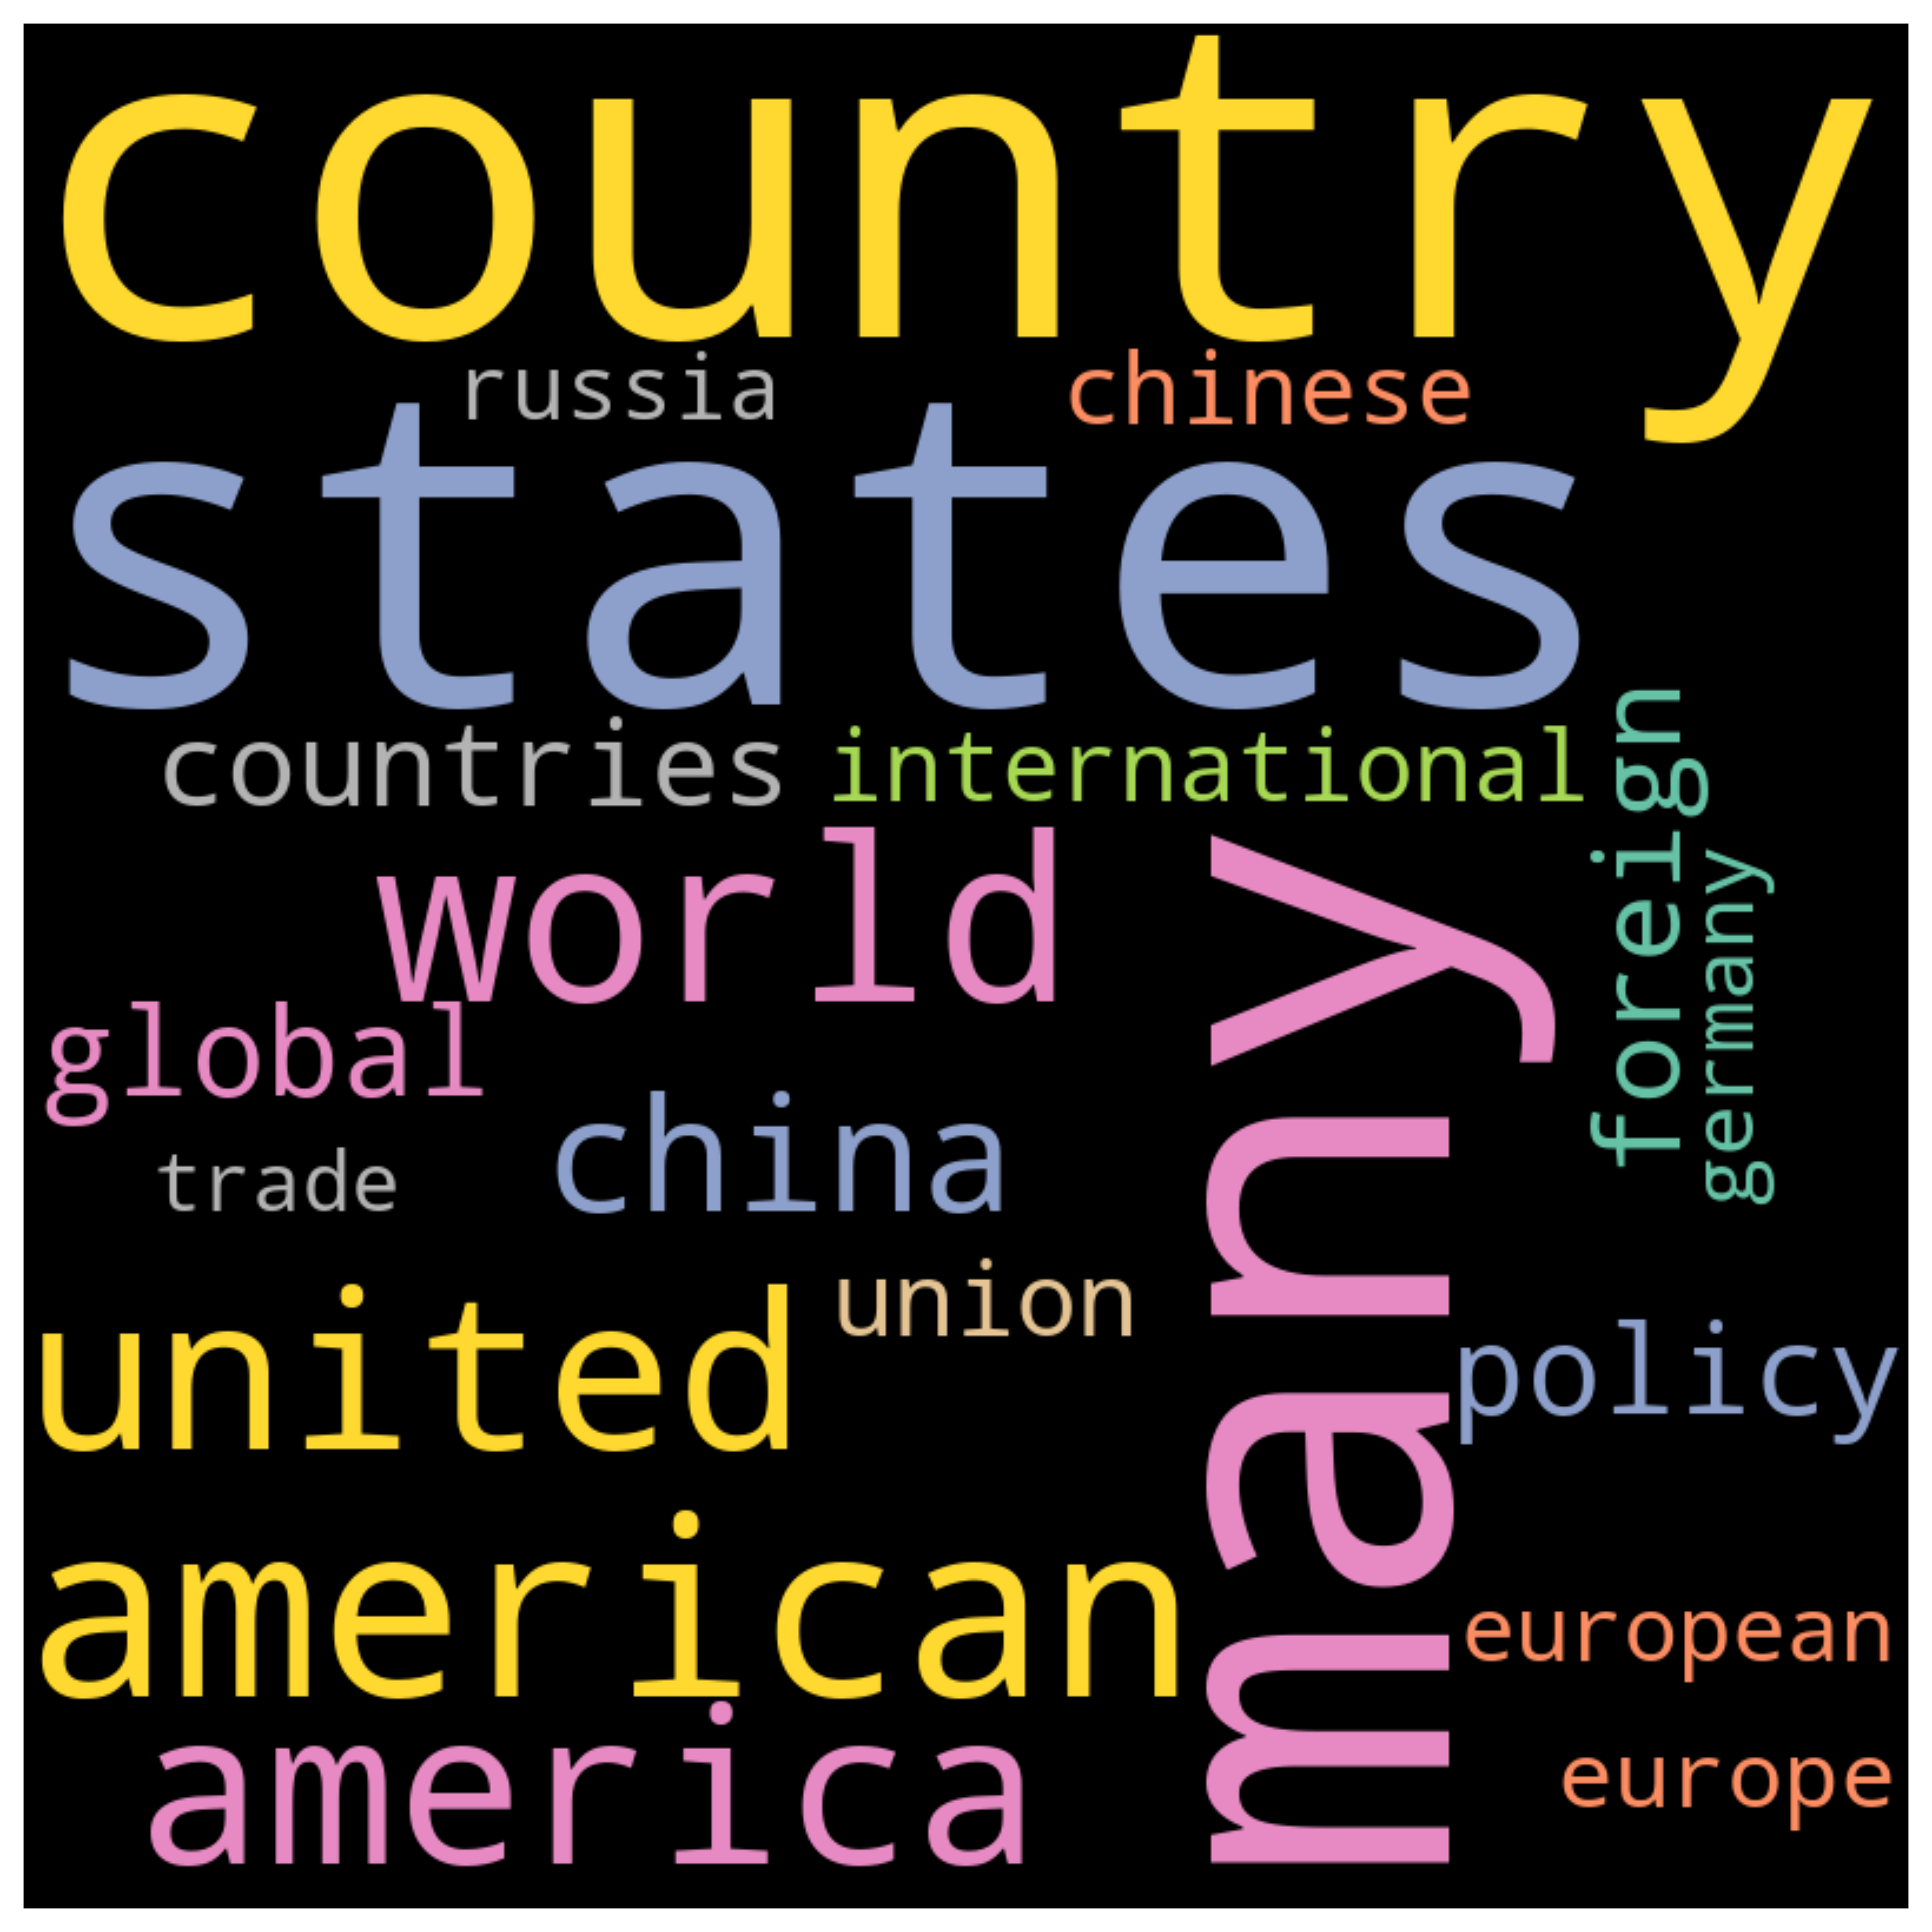 country
russia
chinese
states
countries
international
foreign
world
many
germany
global
china
trade
union
united
policy
american
european
america
europe